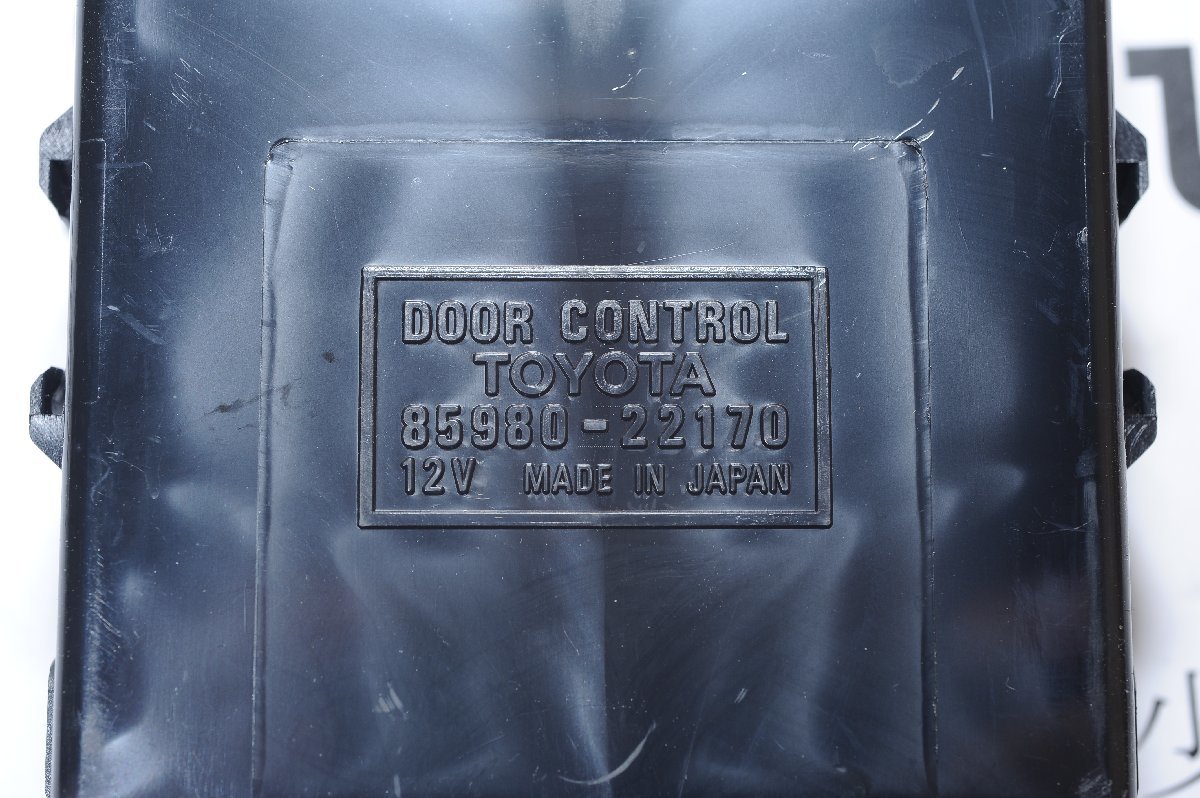 DOOR CONTROL
TOYOTA
85980-22170
12V MADE IN JAPAN